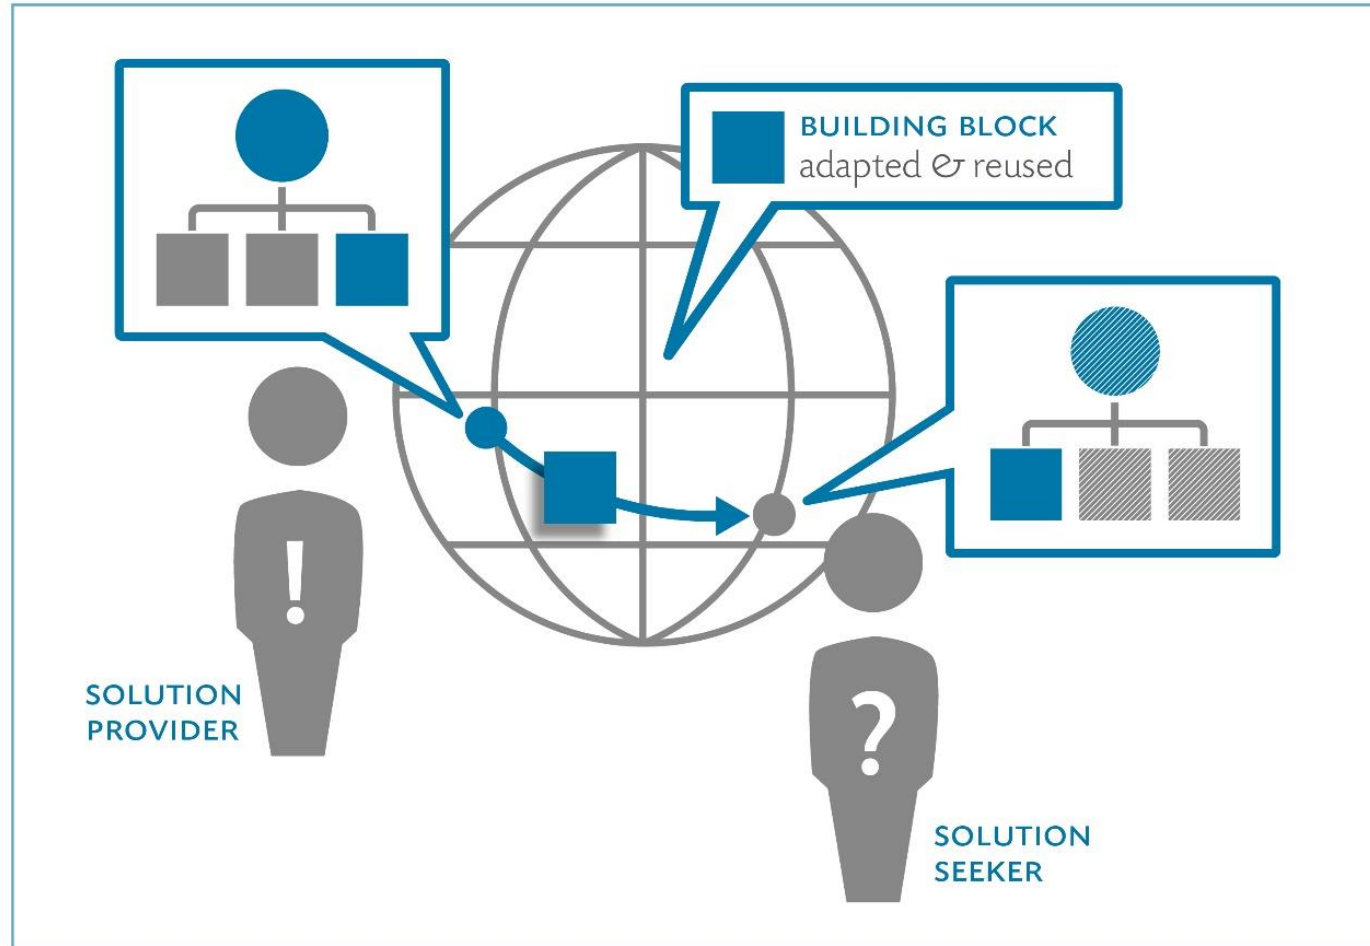 BUILDING BLOCK
adapted & reused
!
SOLUTION
PROVIDER
?
SOLUTION
SEEKER